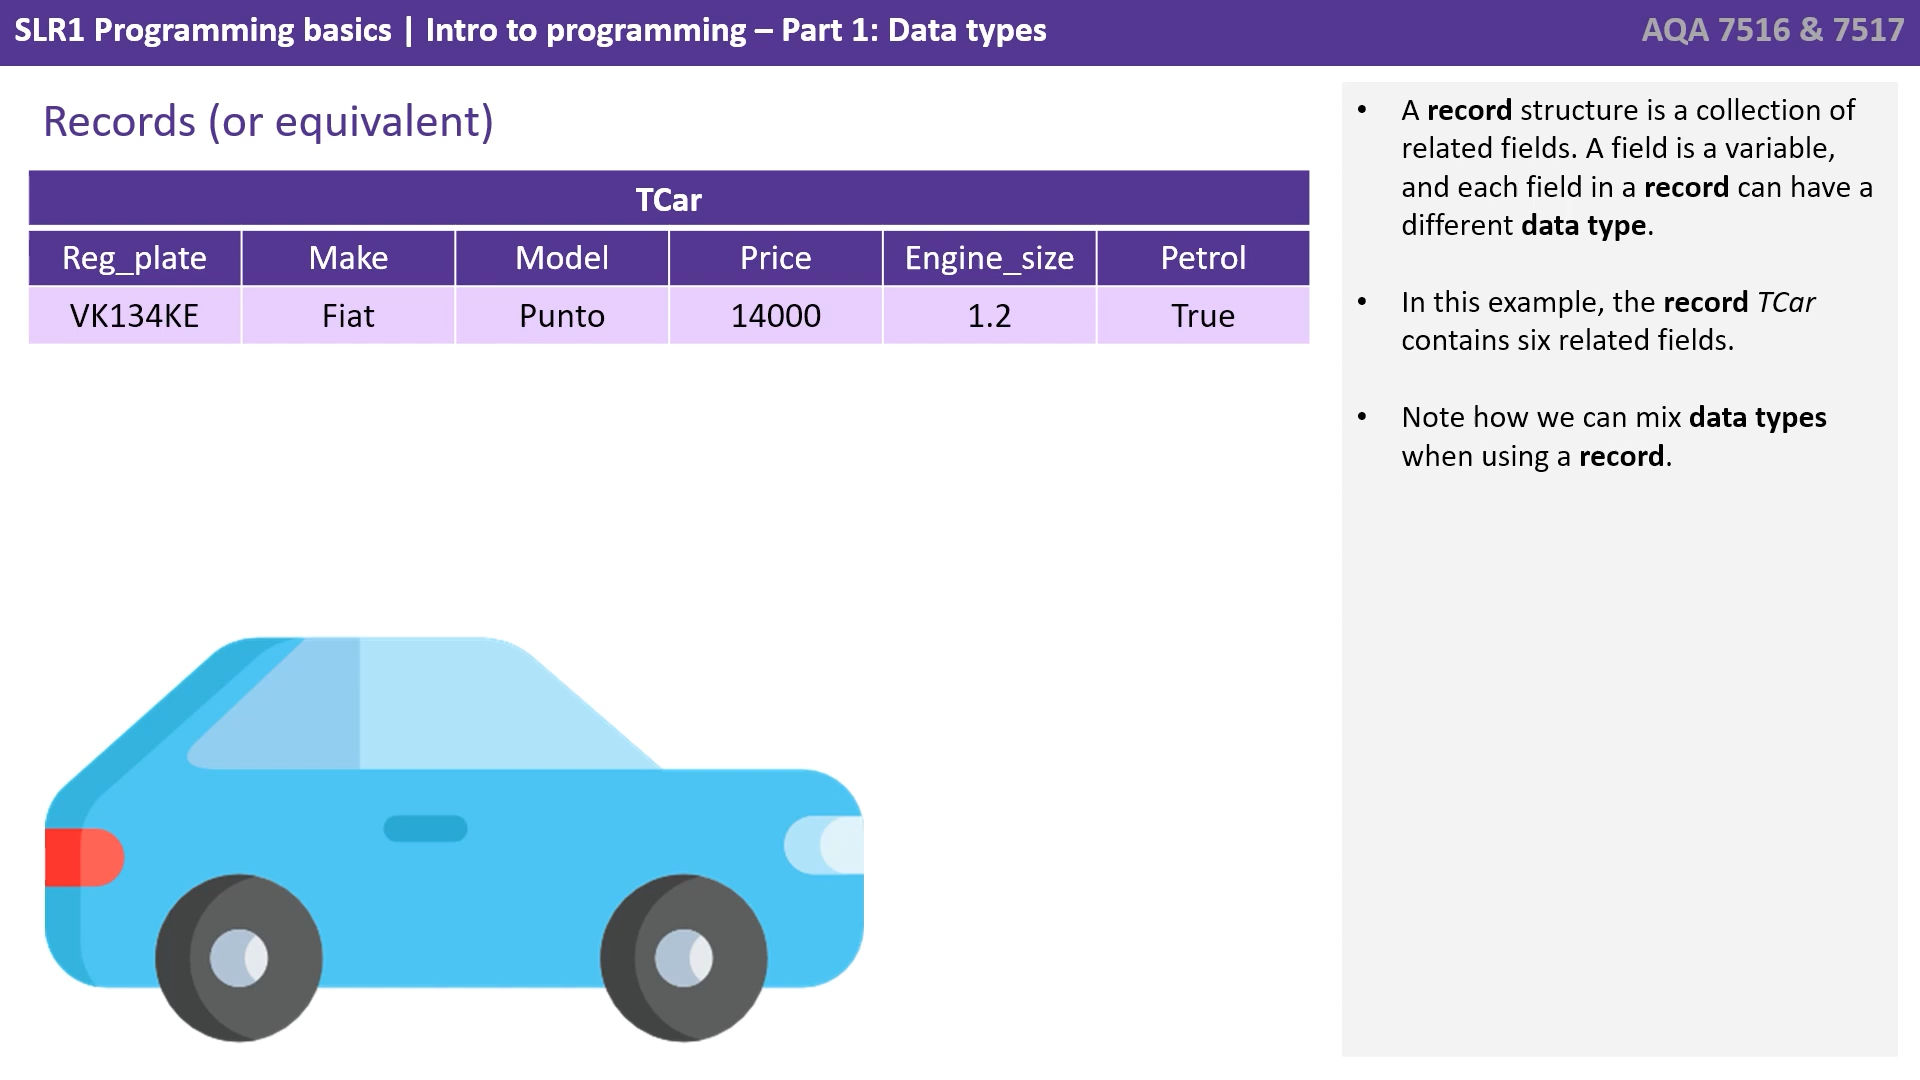 SLR1 Programming basics | Intro to programming – Part 1: Data types
AQA 7516 & 7517
Records (or equivalent)
TCar
Reg_plate Make Model Price Engine_size Petrol
VK134KE Fiat Punto 14000 1.2 True
• A record structure is a collection of
related fields. A field is a variable,
and each field in a record can have a
different data type.
• In this example, the record TCar
contains six related fields.
• Note how we can mix data types
when using a record.